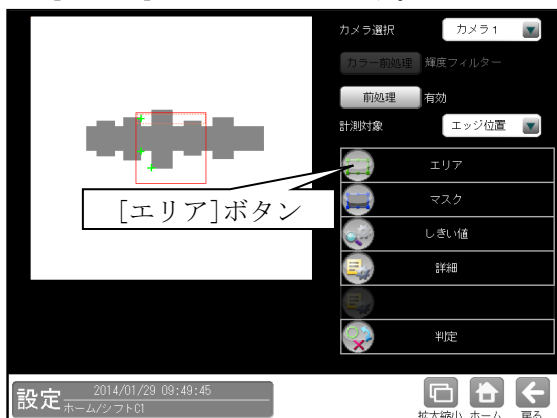 カメラ選択
カメラ1
カラー前処理
輝度フィルター
前処理
有効
計測対象
エッジ位置
エリア
[エリア]ボタン
マスク
しきい値
詳細
判定
設定
2014/01/29 09:49:45
ホーム/シフトC1
拡大縮小
ホーム
戻る